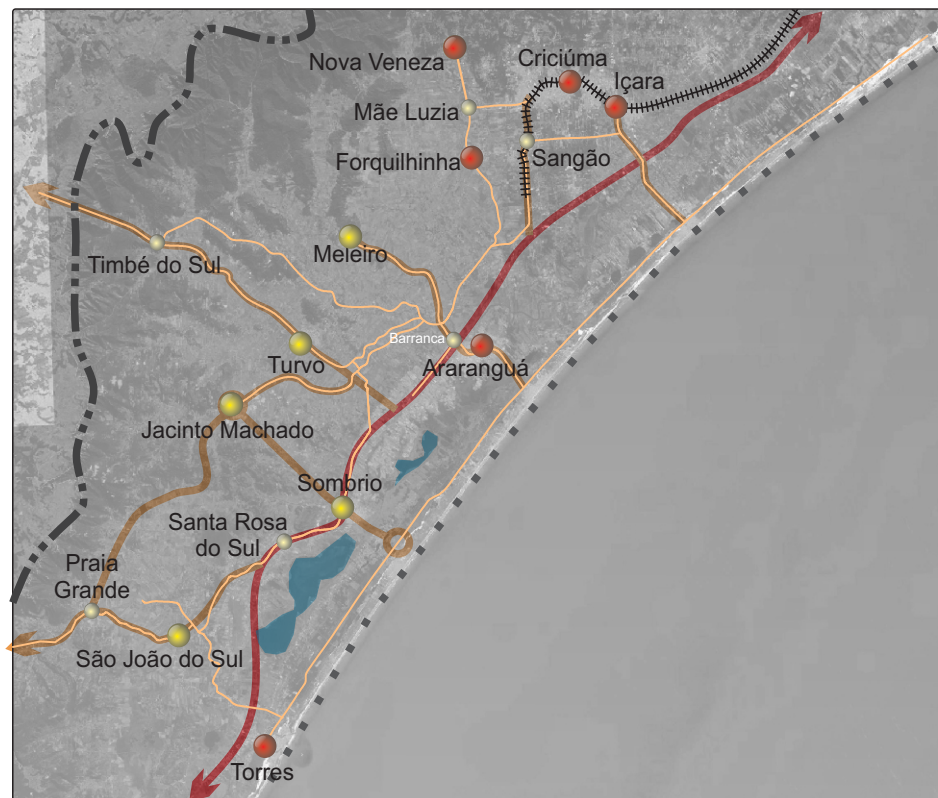 Nova Veneza
Criciúma
Içara
Mãe Luzia
Forquilhinha
Sangão
Meleiro
Timbé do Sul
Barranca
Turvo
Araranguá
Jacinto Machado
Sombrio
Santa Rosa
do Sul
Praia
Grande
São João do Sul
Torres